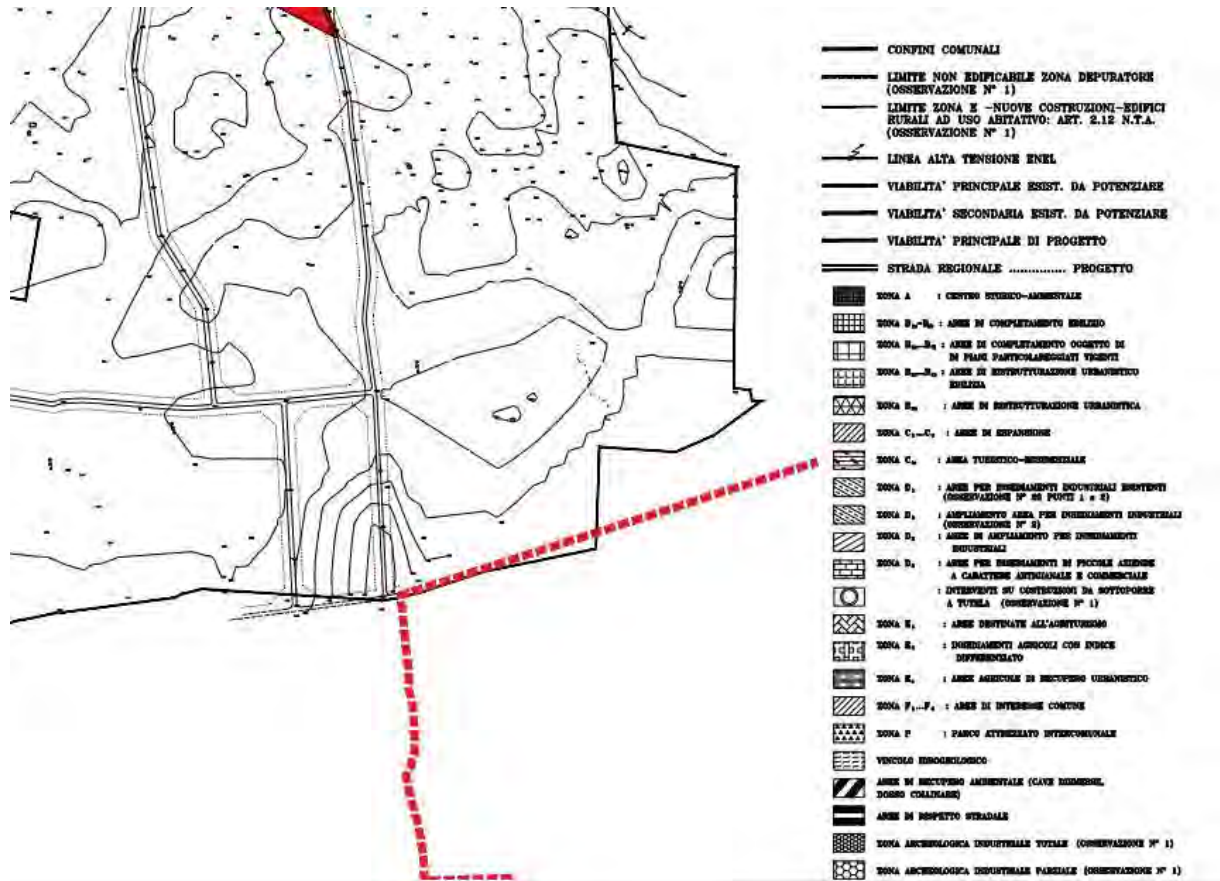 CONFINI COMUNALI
LIMITE NON EDIFICABILE ZONA DEPURATORE
(OSSERVAZIONE N° 1)
LIMITE ZONA E -NUOVE COSTRUZIONI-EDIFICI
RURALI AD USO ABITATIVO: ART. 2.12 N.T.A.
(OSSERVAZIONE N° 1)
LINEA ALTA TENSIONE ENEL
VIABILITA' PRINCIPALE ESIST. DA POTENZIARE
VIABILITA' SECONDARIA ESIST. DA POTENZIARE
VIABILITA' PRINCIPALE DI PROGETTO
STRADA REGIONALE .............. PROGETTO
ZONA A : CENTRO STORICO-AMBIENTALE
ZONA : AREE DI COMPLETAMENTO EDILIZIO
ZONA : AREE DI COMPLETAMENTO OGGETTO DI
DI PIANI PARTICOLAREGGIATI VIGENTI
ZONA : AREE DI RISTRUTTURAZIONE URBANISTICO
EDILIZIA
ZONA : AREE DI RISTRUTTURAZIONE URBANISTICA
ZONA : AREE DI ESPANSIONE
ZONA : AREA TURISTICO-RESIDENZIALE
ZONA : AREE PER INSEDIAMENTI INDUSTRIALI ESISTENTI
(OSSERVAZIONE N° PUNTI 1 e 2)
ZONA : AMPLIAMENTO AREA PER INSEDIAMENTI INDUSTRIALI
(OSSERVAZIONE N° 2)
ZONA : AREE DI AMPLIAMENTO PER INSEDIAMENTI
INDUSTRIALI
ZONA : AREE PER INSEDIAMENTI DI PICCOLE AZIENDE
A CARATTERE ARTIGIANALE E COMMERCIALE
: INTERVENTI SU COSTRUZIONI DA SOTTOPORRE
A TUTELA (OSSERVAZIONE N° 1)
ZONA : AREE DESTINATE ALL'AGRITURISMO
ZONA : INSEDIAMENTI AGRICOLI CON INDICE
DIFFERENZIATO
ZONA : AREE AGRICOLE DI RECUPERO URBANISTICO
ZONA : AREE DI INTERESSE COMUNE
ZONA P : PARCO ATTREZZATO INTERCOMUNALE
VINCOLO IDROGEOLOGICO
AREE DI RECUPERO AMBIENTALE (CAVE DISMESSE,
DORSO COLLINARE)
AREE DI RISPETTO STRADALE
ZONA ARCHEOLOGICA INDUSTRIALE TOTALE (OSSERVAZIONE N° 1)
ZONA ARCHEOLOGICA INDUSTRIALE PARZIALE (OSSERVAZIONE N° 1)